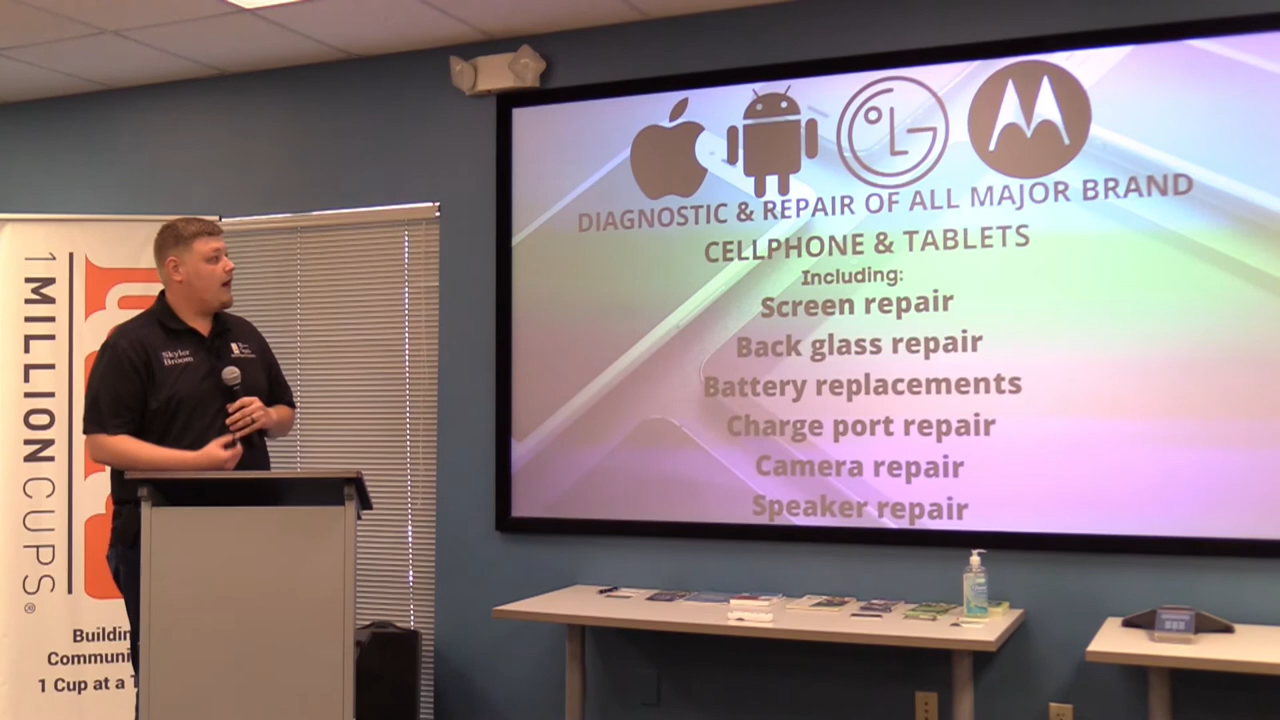 1 MILLION CUPS®
Building
Communi
1 Cup at a T
Skyler
Broom
LG
DIAGNOSTIC & REPAIR OF ALL MAJOR BRAND
CELLPHONE & TABLETS
Including:
Screen repair
Back glass repair
Battery replacements
Charge port repair
Camera repair
Speaker repair